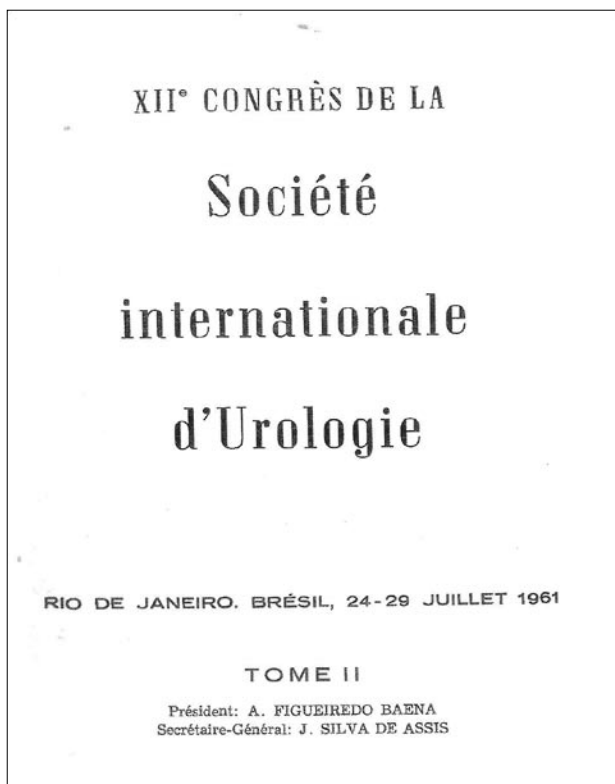 XIIe CONGRÈS DE LA
Société
internationale
d'Urologie
RIO DE JANEIRO. BRÉSIL, 24-29 JUILLET 1961
TOME II
Président: A. FIGUEIREDO BAENA
Secrétaire-Général: J. SILVA DE ASSIS